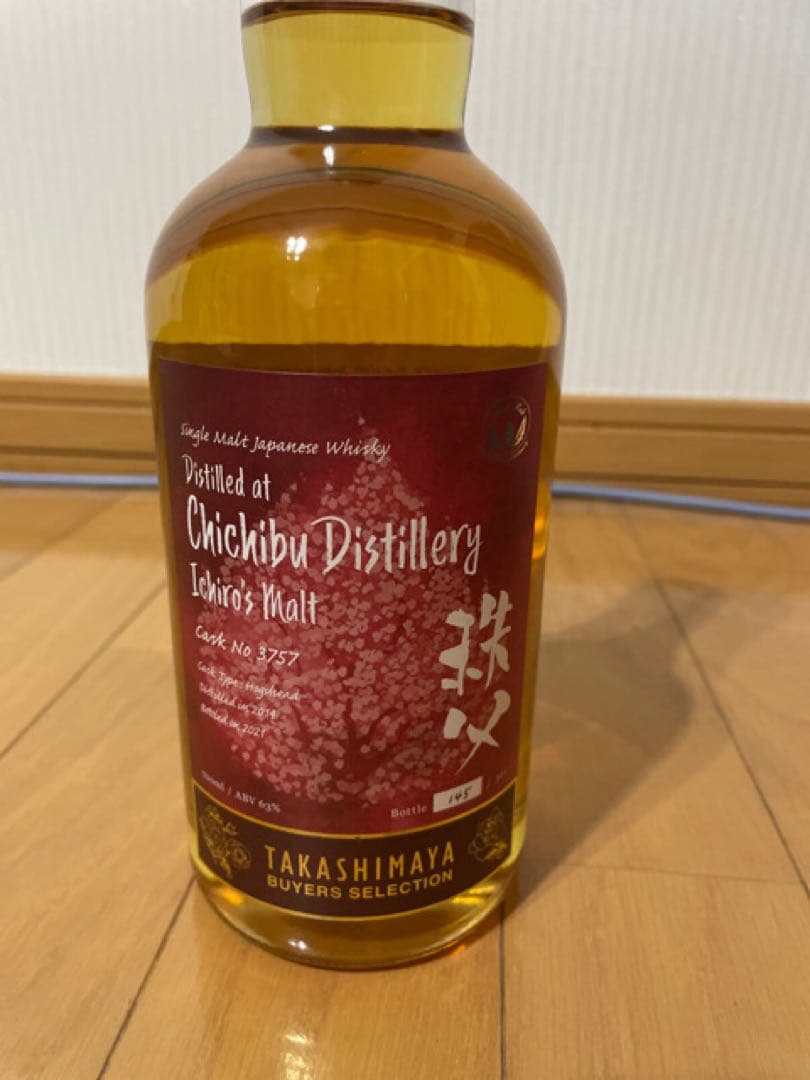 Single Malt Japanese Whisky
Distilled at
Chichibu Distillery
Ichiro's Malt
秩父
Cask No 3757
Cask Type: Hogshead
Distilled in 2014
Bottled in 2021
700ml / ABV 63%
Bottle 145
TAKASHIMAYA
BUYERS SELECTION